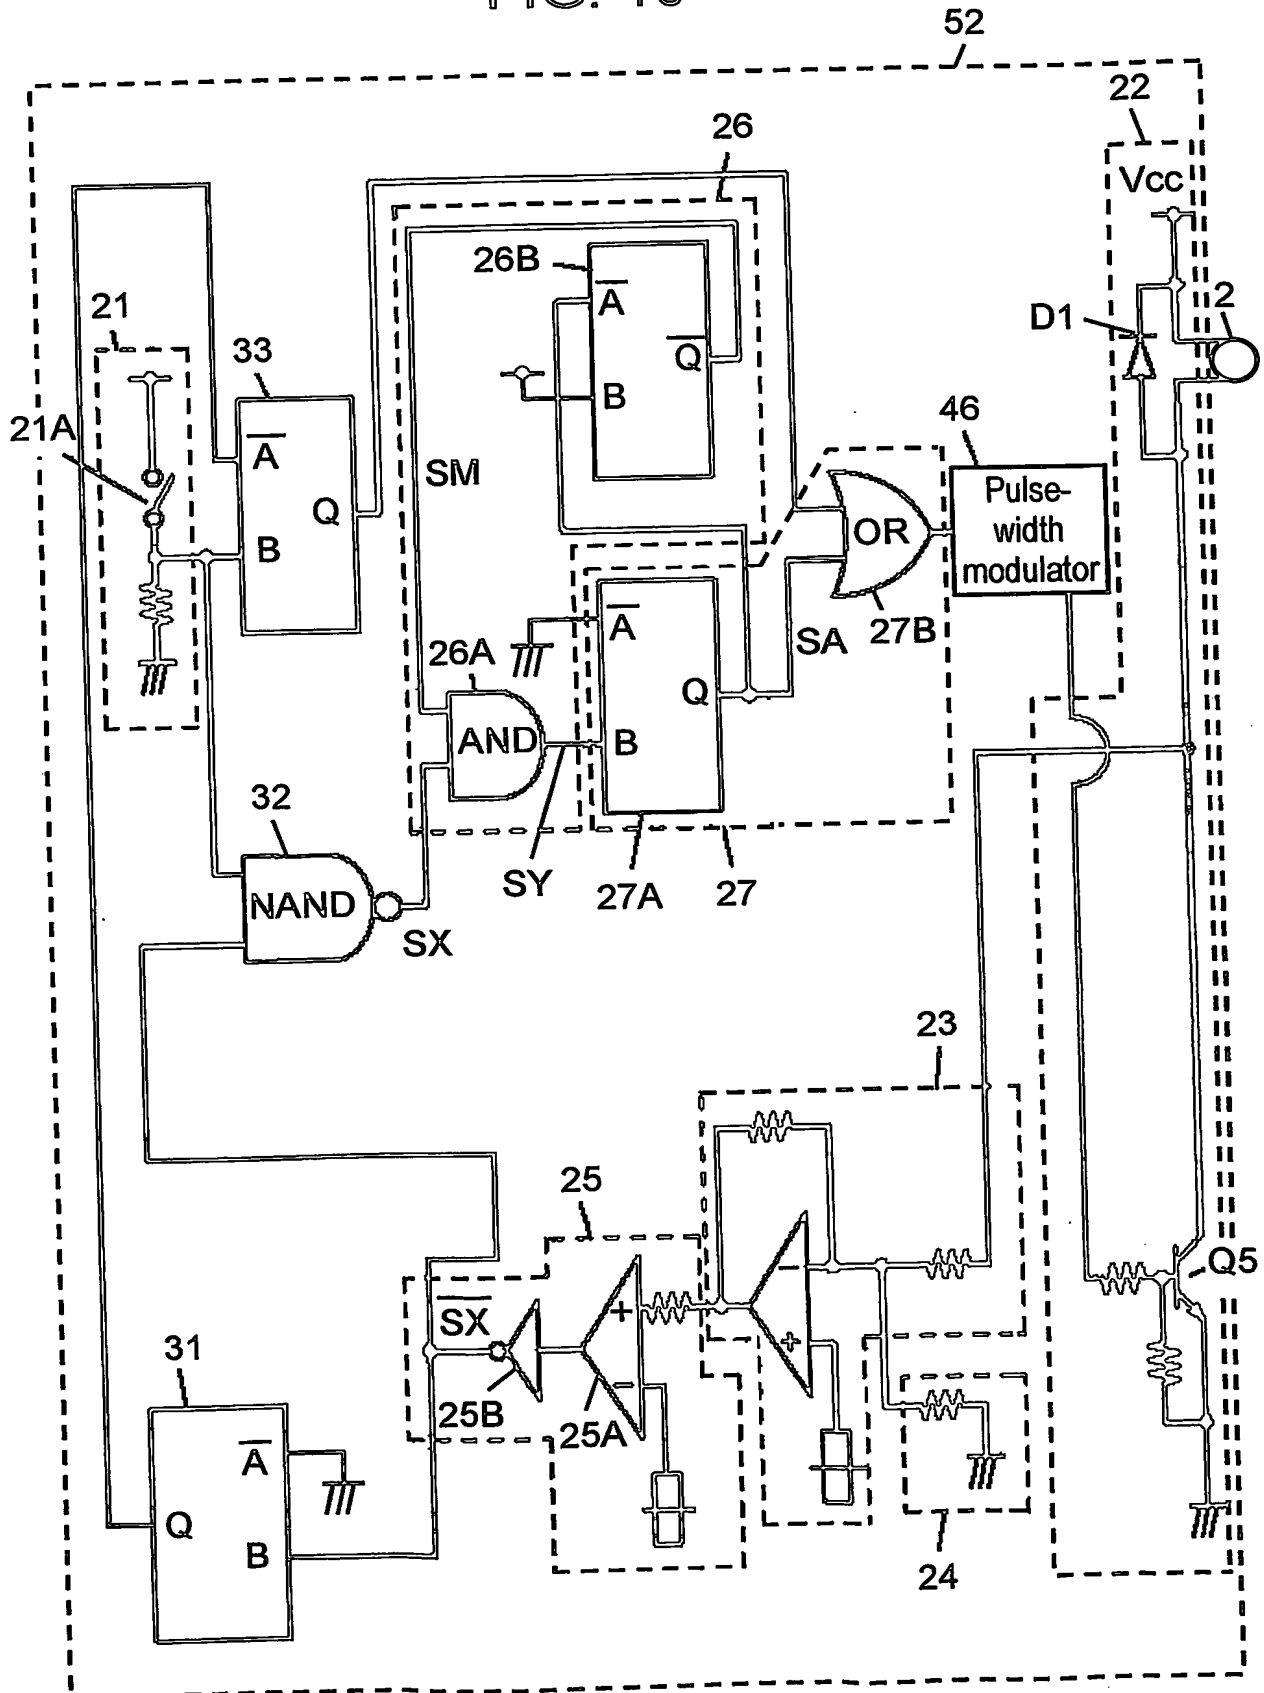 52
22
26
Vcc
26B
A̅
21
D1
2
Q̅
33
B
46
21A
A̅
SM
Pulse-
width
modulator
Q
OR
B
A̅
27B
26A
SA
Q
AND
B
32
SY
27A
27
NAND
SX
23
25
−
Q5
+
S̅X̅
+
31
25B
−
25A
A̅
Q
B
24